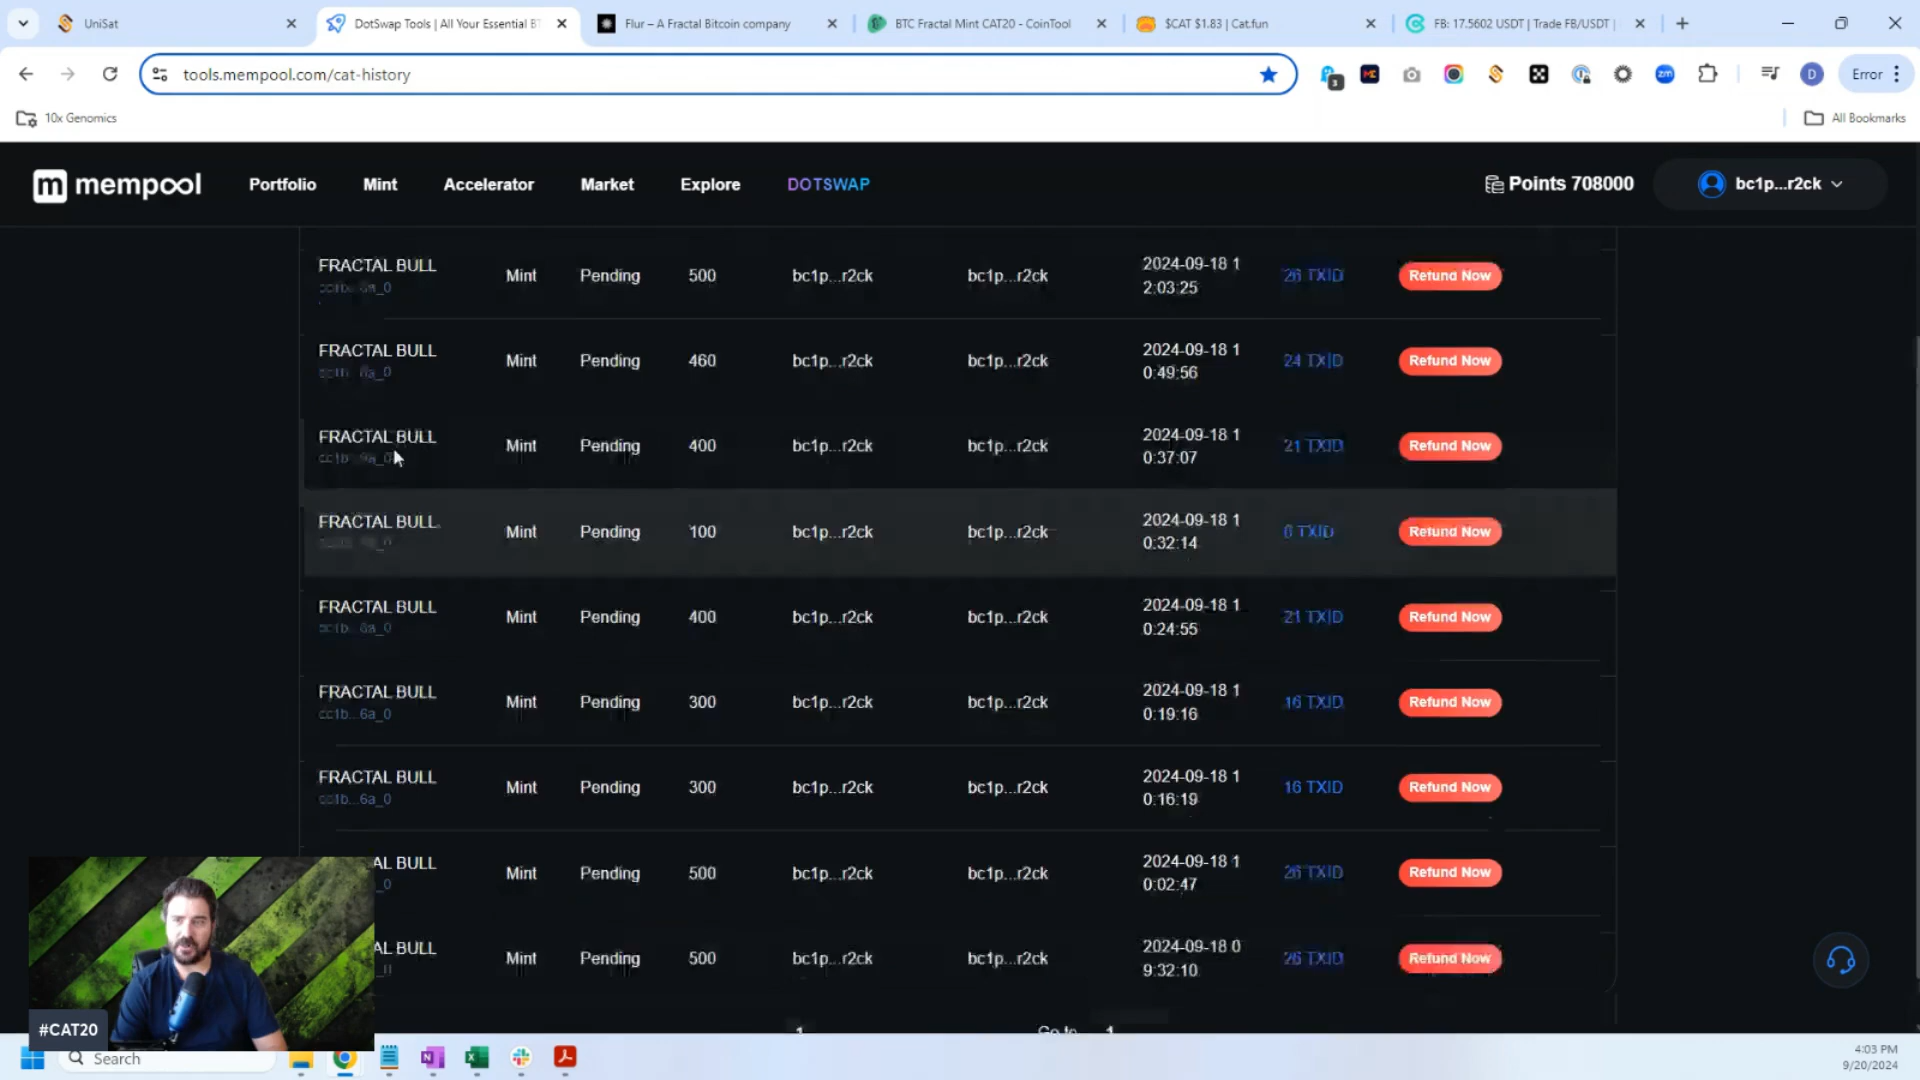 UniSat
DotSwap Tools | All Your Essential BT
Flur – A Fractal Bitcoin company
BTC Fractal Mint CAT20 - CoinTool
$CAT $1.83 | Cat.fun
FB: 17.5602 USDT | Trade FB/USDT |
tools.mempool.com/cat-history
3
zm
D
Error
10x Genomics
All Bookmarks
mempool
Portfolio
Mint
Accelerator
Market
Explore
DOTSWAP
Points 708000
bc1p...r2ck
FRACTAL BULL
Mint
Pending
500
bc1p...r2ck
bc1p...r2ck
2024-09-18 1
2:03:25
26 TXID
Refund Now
FRACTAL BULL
Mint
Pending
460
bc1p...r2ck
bc1p...r2ck
2024-09-18 1
0:49:56
24 TXID
Refund Now
FRACTAL BULL
Mint
Pending
400
bc1p...r2ck
bc1p...r2ck
2024-09-18 1
0:37:07
21 TXID
Refund Now
FRACTAL BULL
Mint
Pending
100
bc1p...r2ck
bc1p...r2ck
2024-09-18 1
0:32:14
TXID
Refund Now
FRACTAL BULL
Mint
Pending
400
bc1p...r2ck
bc1p...r2ck
2024-09-18 1
0:24:55
21 TXID
Refund Now
FRACTAL BULL
cc1b...6a_0
Mint
Pending
300
bc1p...r2ck
bc1p...r2ck
2024-09-18 1
0:19:16
16 TXID
Refund Now
FRACTAL BULL
cc1b...6a_0
Mint
Pending
300
bc1p...r2ck
bc1p...r2ck
2024-09-18 1
0:16:19
16 TXID
Refund Now
AL BULL
_0
Mint
Pending
500
bc1p...r2ck
bc1p...r2ck
2024-09-18 1
0:02:47
26 TXID
Refund Now
AL BULL
Mint
Pending
500
bc1p...r2ck
bc1p...r2ck
2024-09-18 0
9:32:10
26 TXID
Refund Now
1
Go to
1
#CAT20
Search
4:03 PM
9/20/2024